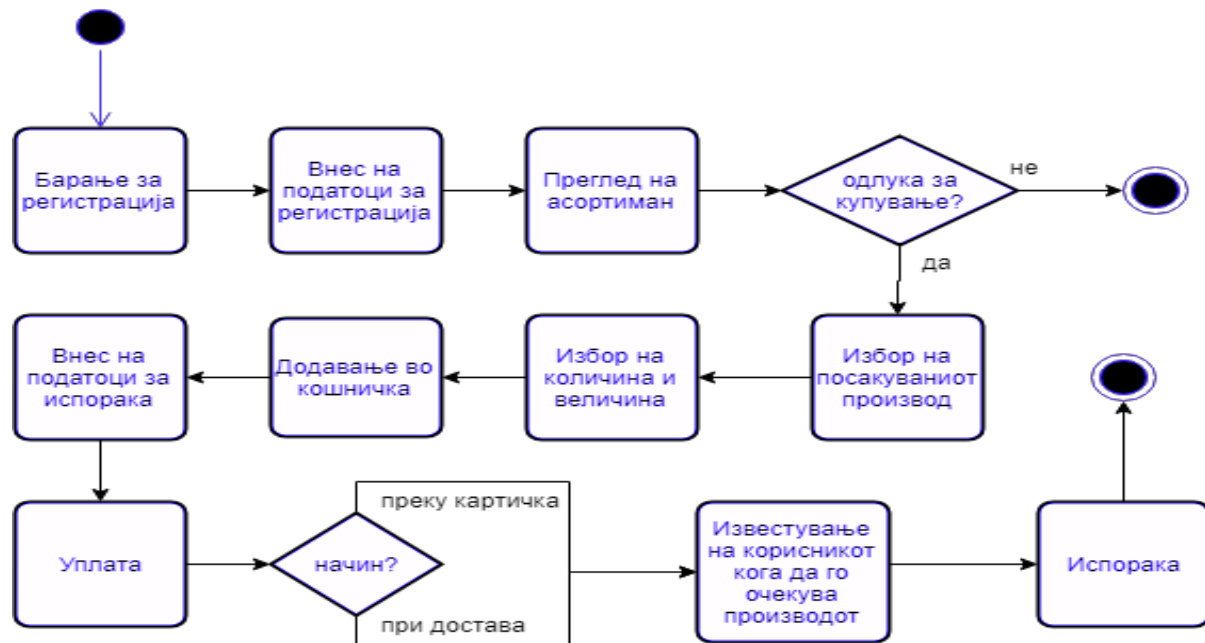 Барање за
регистрација
Внес на
податоци за
регистрација
Преглед на
асортиман
одлука за
купување?
не
да
Внес на
податоци за
испорака
Додавање во
кошничка
Избор на
количина и
величина
Избор на
посакуваниот
производ
Уплата
начин?
преку картичка
при достава
Известување
на корисникот
кога да го
очекува
производот
Испорака